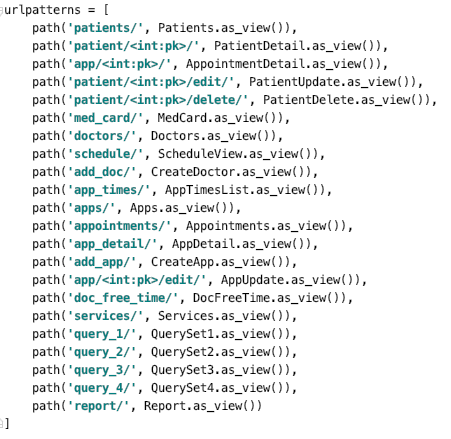 urlpatterns = [
    path('patients/', Patients.as_view()),
    path('patient/<int:pk>/', PatientDetail.as_view()),
    path('app/<int:pk>/', AppointmentDetail.as_view()),
    path('patient/<int:pk>/edit/', PatientUpdate.as_view()),
    path('patient/<int:pk>/delete/', PatientDelete.as_view()),
    path('med_card/', MedCard.as_view()),
    path('doctors/', Doctors.as_view()),
    path('schedule/', ScheduleView.as_view()),
    path('add_doc/', CreateDoctor.as_view()),
    path('app_times/', AppTimesList.as_view()),
    path('apps/', Apps.as_view()),
    path('appointments/', Appointments.as_view()),
    path('app_detail/', AppDetail.as_view()),
    path('add_app/', CreateApp.as_view()),
    path('app/<int:pk>/edit/', AppUpdate.as_view()),
    path('doc_free_time/', DocFreeTime.as_view()),
    path('services/', Services.as_view()),
    path('query_1/', QuerySet1.as_view()),
    path('query_2/', QuerySet2.as_view()),
    path('query_3/', QuerySet3.as_view()),
    path('query_4/', QuerySet4.as_view()),
    path('report/', Report.as_view())
]